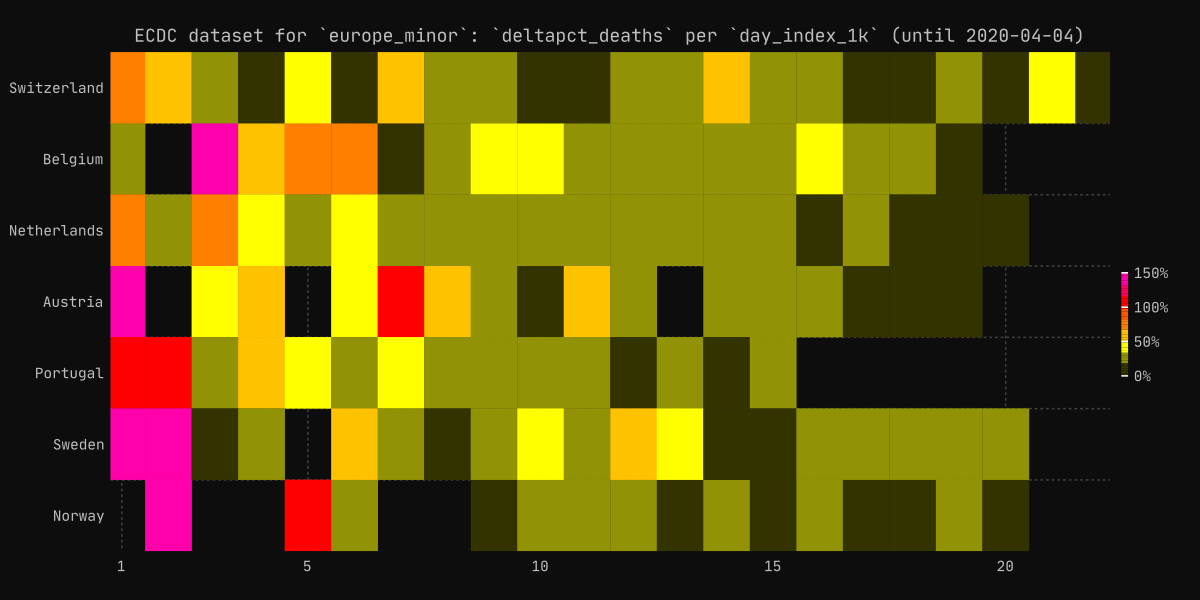 ECDC dataset for `europe_minor`: `deltapct_deaths` per `day_index_1k` (until 2020-04-04)
Switzerland
Belgium
Netherlands
Austria
Portugal
Sweden
Norway
1 5 10 15 20
150%
100%
50%
0%